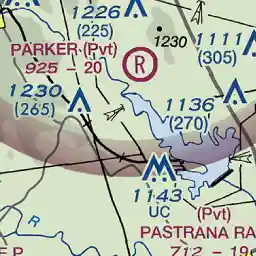 1226
(225)
1230
1111
(305)
PARKER (Pvt)
925 - 20
R
1230
(265)
1136
(270)
1143
UC
(Pvt)
PASTRANA RA
712 - 19
R